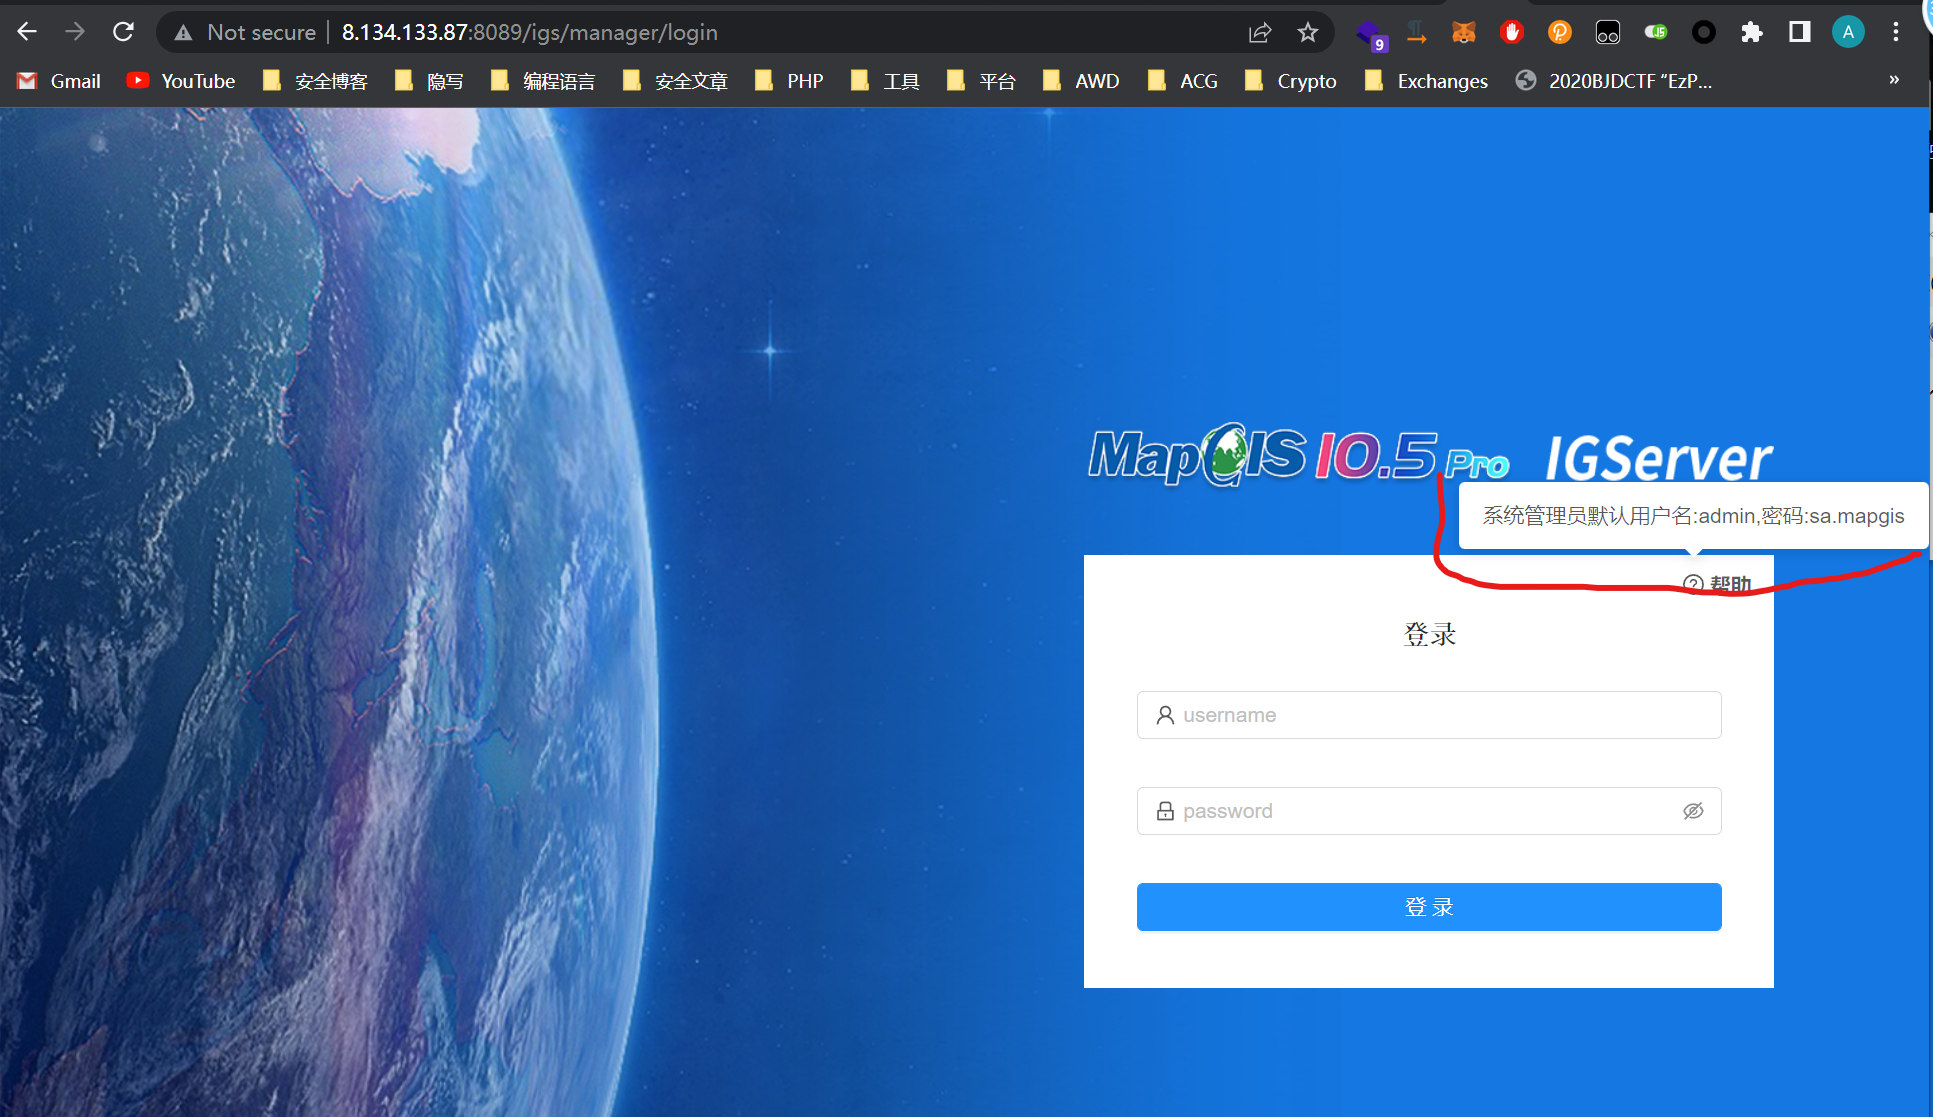 Not secure 8.134.133.87:8089/igs/manager/login
9
A
Gmail YouTube 安全博客 隐写 编程语言 安全文章 PHP 工具 平台 AWD ACG Crypto Exchanges 2020BJDCTF “EzP... »
MapGIS 10.5 Pro IGServer
系统管理员默认用户名:admin,密码:sa.mapgis
帮助
登录
username
password
登 录